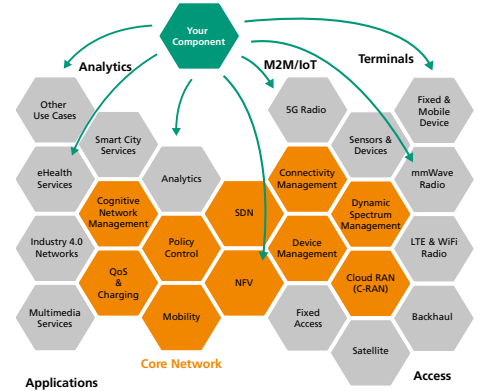 Your
Component
Analytics
M2M/IoT
Terminals
Other
Use Cases
5G Radio
Fixed &
Mobile
Device
Smart City
Services
Sensors &
Devices
eHealth
Services
Analytics
Connectivity
Management
mmWave
Radio
Cognitive
Network
Management
SDN
Dynamic
Spectrum
Management
Industry 4.0
Networks
Policy
Control
Device
Management
LTE & WiFi
Radio
QoS
&
Charging
NFV
Cloud RAN
(C-RAN)
Multimedia
Services
Mobility
Fixed
Access
Backhaul
Satellite
Core Network
Applications
Access